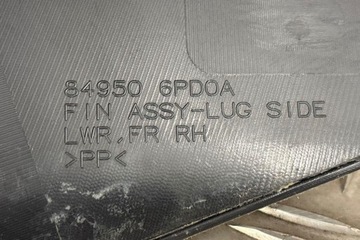 84950 6PD0A
FIN ASSY-LUG SIDE
LWR,FR RH
>PP<